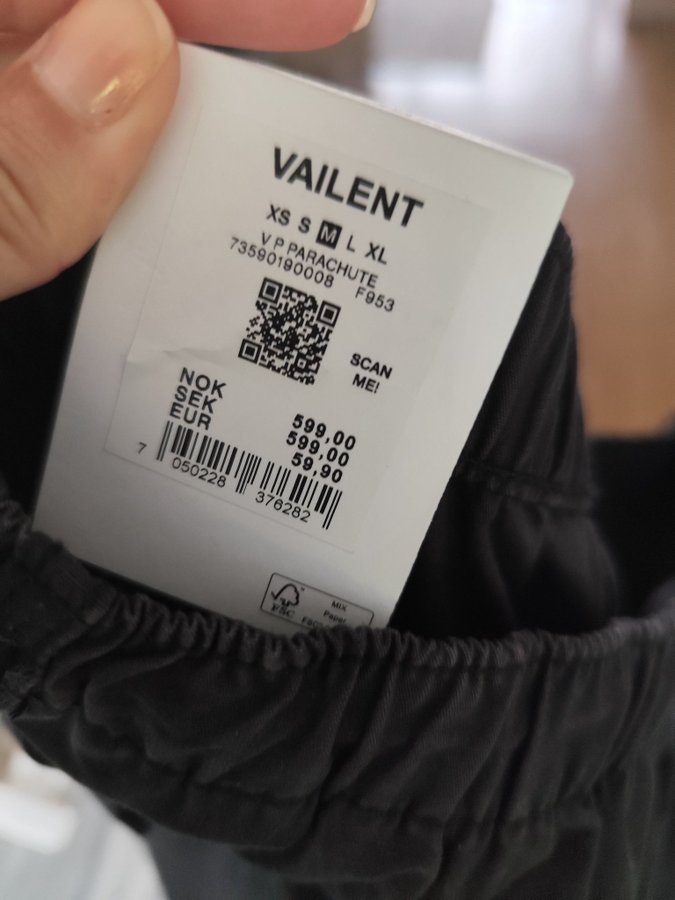 VAILENT
XS S M L XL
V P PARACHUTE
73590190008 F953
SCAN
ME!
NOK 599,00
SEK 599,00
EUR 59,90
7 050228 376282
FSC
MIX
Paper